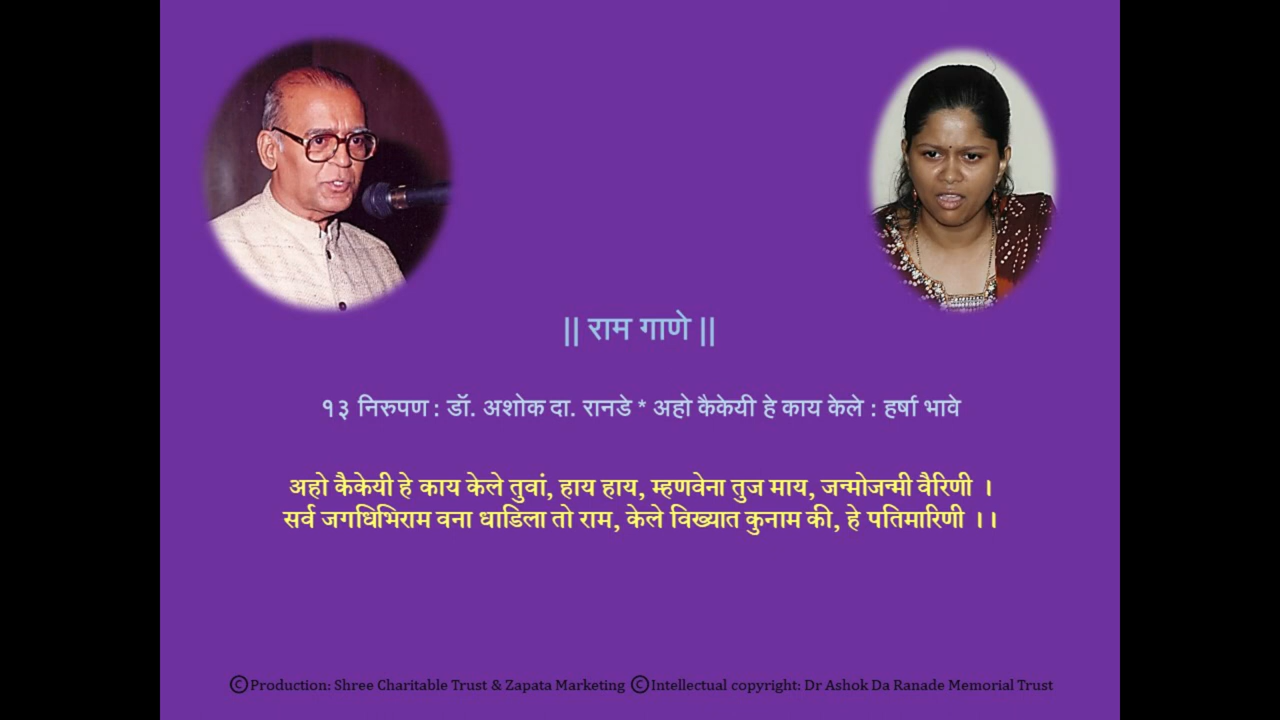 || राम गाणे ||
१३ निरुपण : डॉ. अशोक दा. रानडे * अहो कैकेयी हे काय केले : हर्षा भावे
अहो कैकेयी हे काय केले तुवां, हाय हाय, म्हणवेना तुज माय, जन्मोजन्मी वैरिणी ।
सर्व जगधिभिराम वना धाडिला तो राम, केले विख्यात कुनाम की, हे पतिमारिणी ।।
©Production: Shree Charitable Trust & Zapata Marketing ©Intellectual copyright: Dr Ashok Da Ranade Memorial Trust